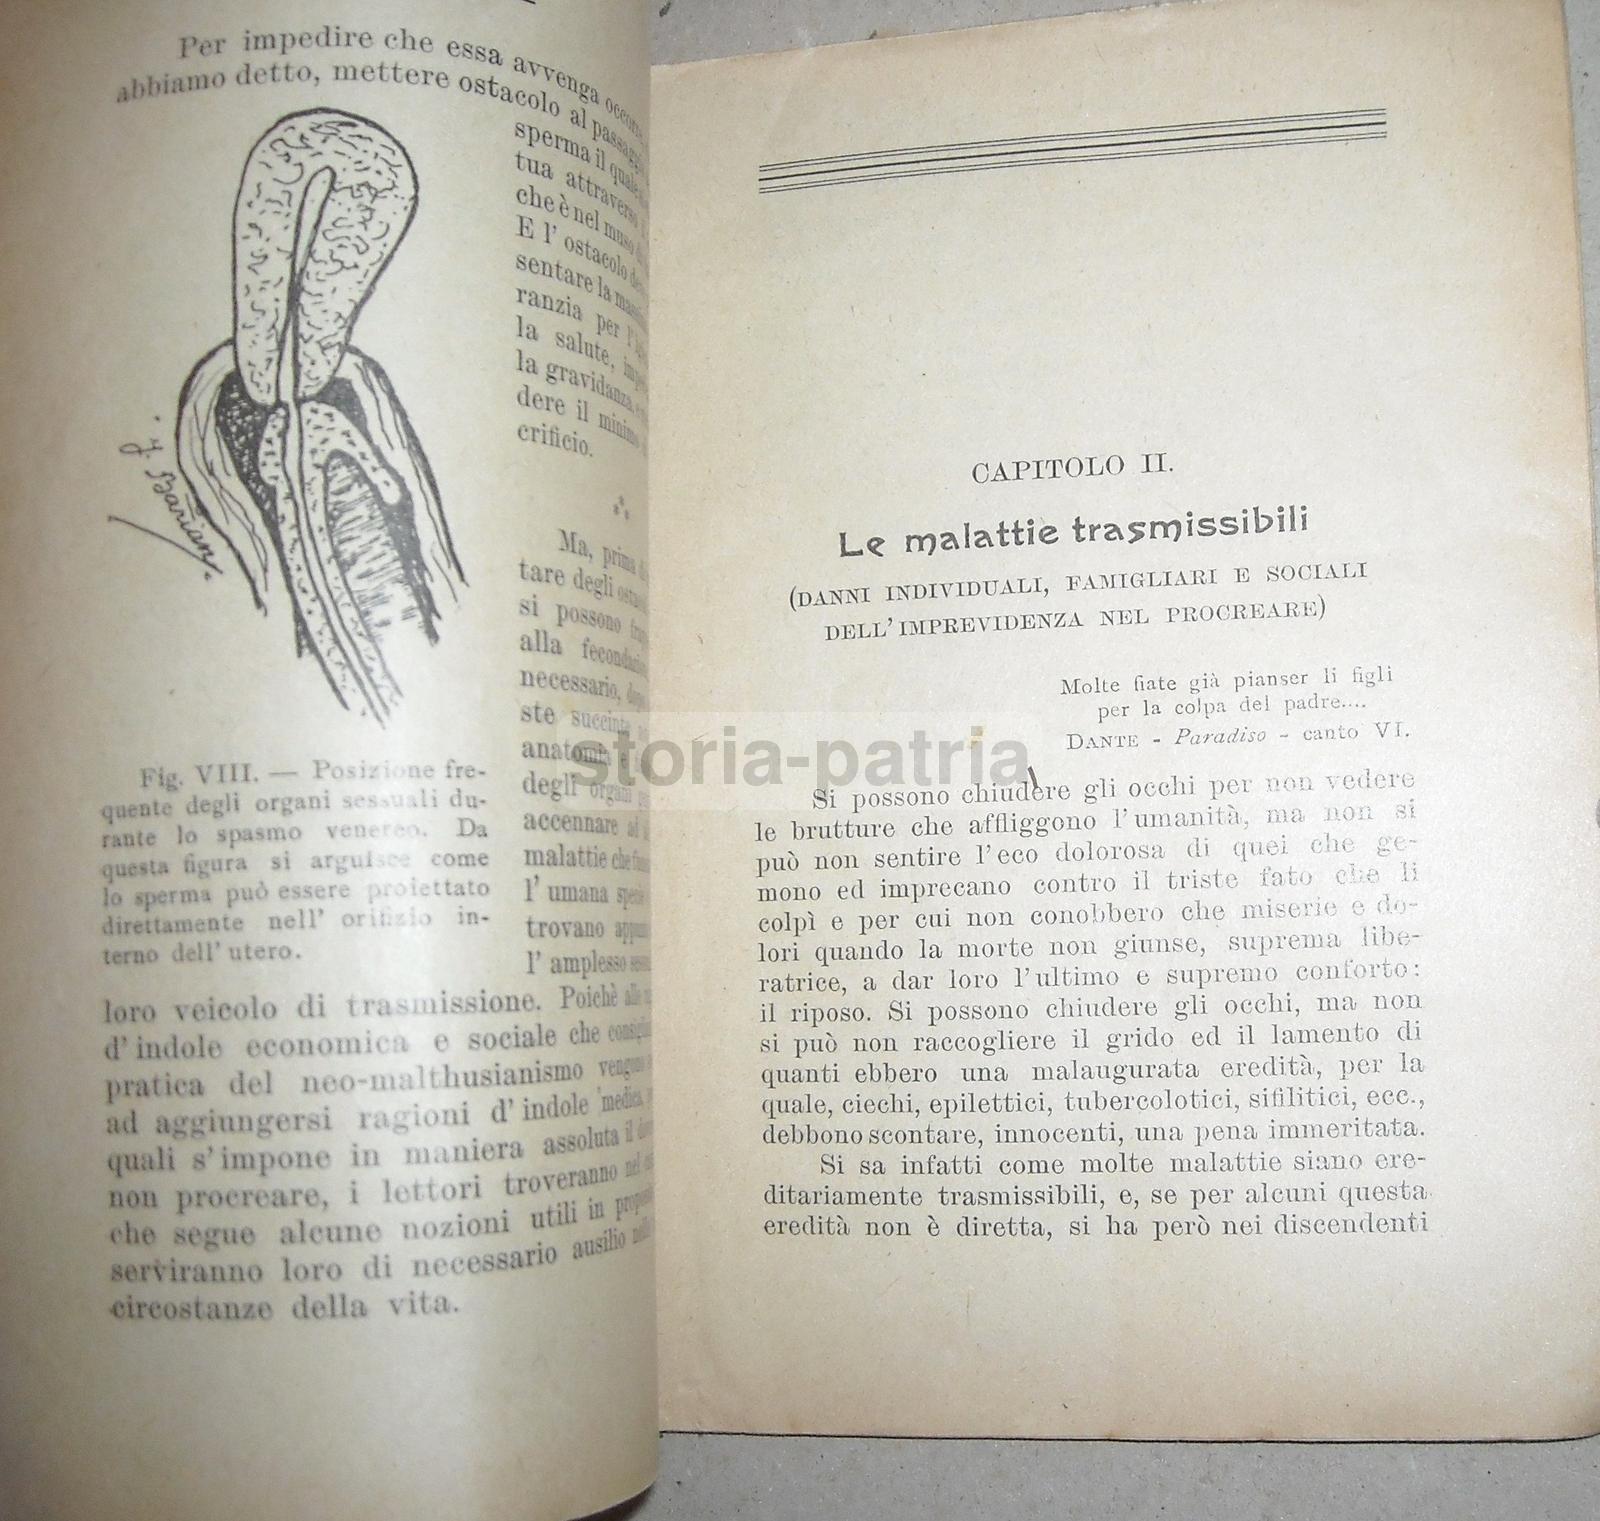 Per impedire che essa avvenga
abbiamo detto, mettere ostacolo al
sperma il
tua attraverso
che è nel muso
E l' ostacolo
sentare la
ranzia per
la salute,
la gravidanza,
dere il minimo
crificio.
J. Barian.
Ma, prima
tare degli
si possono
alla
necessario,
ste succinte
anatomia e
degli organi
accennare ad
malattie che
l' umana specie
trovano
l' amplesso
Fig. VIII. — Posizione fre-
quente degli organi sessuali du-
rante lo spasmo venereo. Da
questa figura si arguisce come
lo sperma può essere proiettato
direttamente nell' orifizio in-
terno dell' utero.
loro veicolo di trasmissione. Poichè alle
d' indole economica e sociale che
pratica del neo-malthusianismo vengono
ad aggiungersi ragioni d' indole medica,
quali s' impone in maniera assoluta il
non procreare, i lettori troveranno nel
che segue alcune nozioni utili in
serviranno loro di necessario ausilio
circostanze della vita.
CAPITOLO II.
Le malattie trasmissibili
(DANNI INDIVIDUALI, FAMIGLIARI E SOCIALI
DELL' IMPREVIDENZA NEL PROCREARE)
Molte fiate già pianser li figli
per la colpa del padre....
DANTE - Paradiso - canto VI.
storia-patria
Si possono chiudere gli occhi per non vedere
le brutture che affliggono l'umanità, ma non si
può non sentire l'eco dolorosa di quei che ge-
mono ed imprecano contro il triste fato che li
colpì e per cui non conobbero che miserie e do-
lori quando la morte non giunse, suprema libe-
ratrice, a dar loro l'ultimo e supremo conforto:
il riposo. Si possono chiudere gli occhi, ma non
si può non raccogliere il grido ed il lamento di
quanti ebbero una malaugurata eredità, per la
quale, ciechi, epilettici, tubercolotici, sifilitici, ecc.,
debbono scontare, innocenti, una pena immeritata.
Si sa infatti come molte malattie siano ere-
ditariamente trasmissibili, e, se per alcuni questa
eredità non è diretta, si ha però nei discendenti